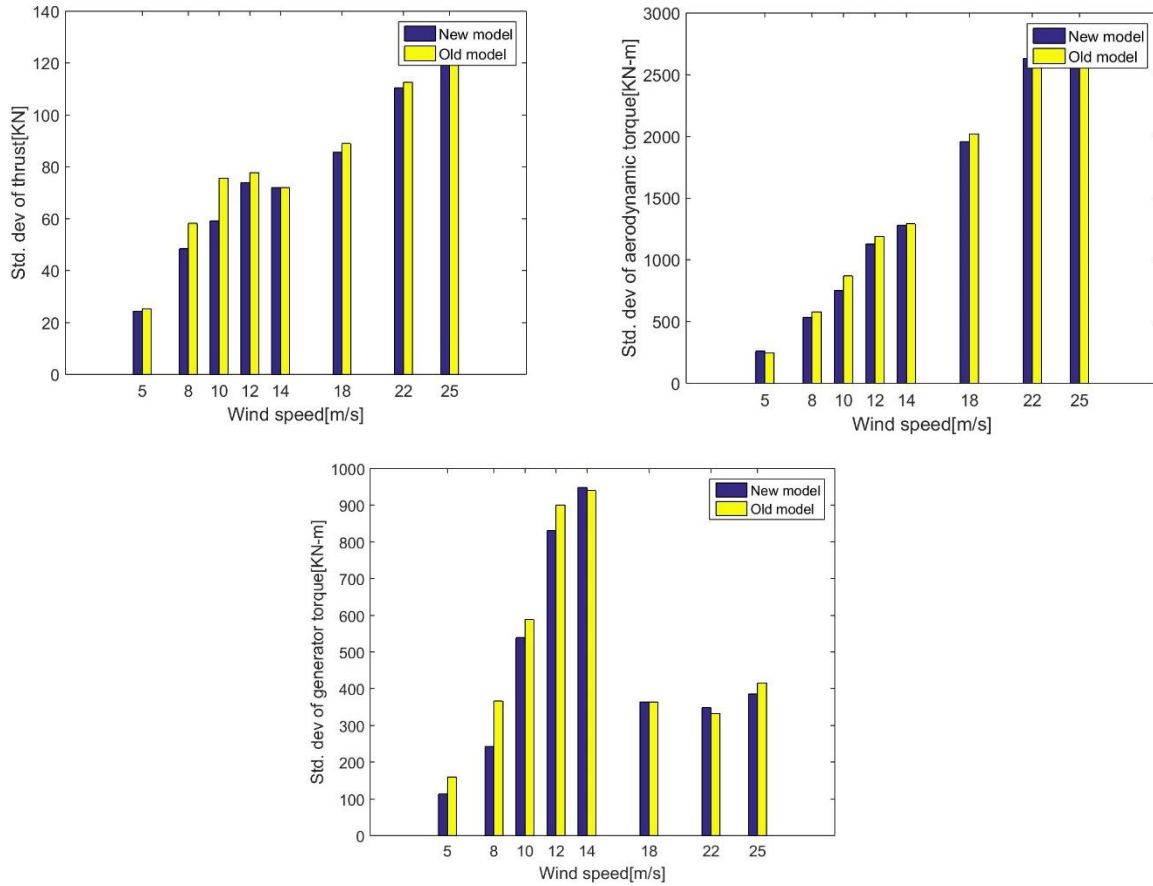 140
120
100
80
60
40
20
0
Std. dev of thrust[KN]
New model
Old model
5 8 10 12 14 18 22 25
Wind speed[m/s]
3000
2500
2000
1500
1000
500
0
Std. dev of aerodynamic torque[KN-m]
New model
Old model
5 8 10 12 14 18 22 25
Wind speed[m/s]
1000
900
800
700
600
500
400
300
200
100
0
Std. dev of generator torque[KN-m]
New model
Old model
5 8 10 12 14 18 22 25
Wind speed[m/s]